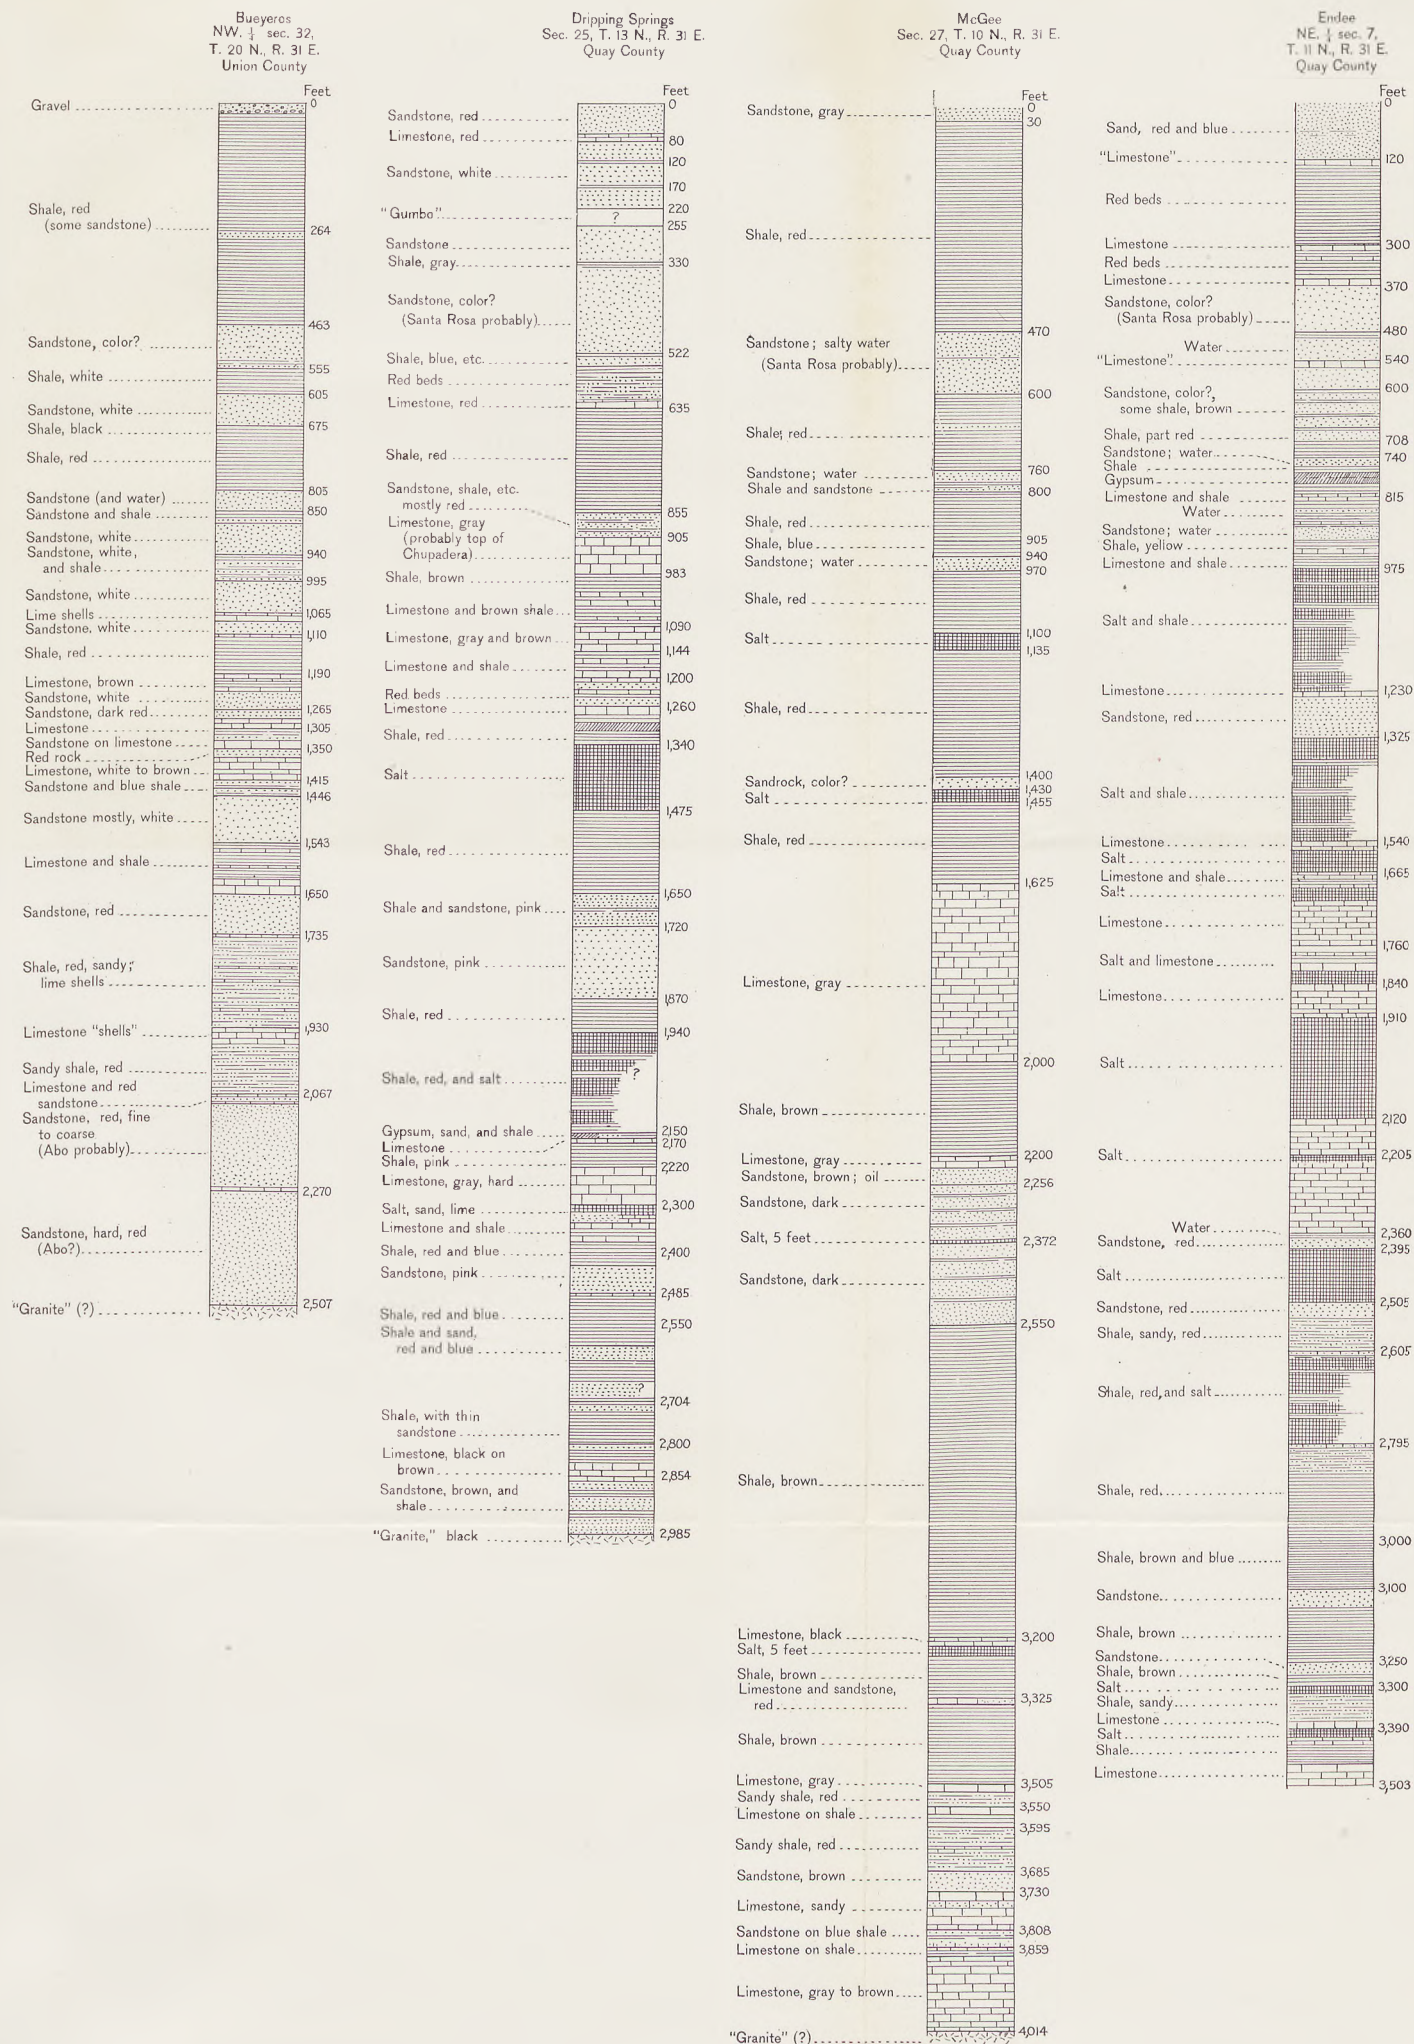 Bueyeros
NW. ¼ sec. 32,
T. 20 N., R. 31 E.
Union County
Feet
Gravel
0
Shale, red
(some sandstone)
264
463
Sandstone, color?
555
Shale, white
605
Sandstone, white
675
Shale, black
Shale, red
805
Sandstone (and water)
850
Sandstone and shale
Sandstone, white
940
Sandstone, white,
and shale
995
Sandstone, white
1,065
Lime shells
Sandstone, white
1,110
Shale, red
1,190
Limestone, brown
Sandstone, white
1,265
Sandstone, dark red
1,305
Limestone
Sandstone on limestone
1,350
Red rock
Limestone, white to brown
1,415
Sandstone and blue shale
1,446
Sandstone mostly, white
1,543
Limestone and shale
1,650
Sandstone, red
1,735
Shale, red, sandy;
lime shells
1,930
Limestone "shells"
Sandy shale, red
Limestone and red
sandstone
2,067
Sandstone, red, fine
to coarse
(Abo probably)
2,270
Sandstone, hard, red
(Abo?)
2,507
"Granite" (?)
Dripping Springs
Sec. 25, T. 13 N., R. 31 E.
Quay County
Feet
0
Sandstone, red
Limestone, red
80
120
Sandstone, white
170
220
"Gumbo"
?
255
Sandstone
Shale, gray
330
Sandstone, color?
(Santa Rosa probably)
522
Shale, blue, etc.
Red beds
Limestone, red
635
Shale, red
Sandstone, shale, etc.
mostly red
855
Limestone, gray
(probably top of
Chupadera)
905
983
Shale, brown
Limestone and brown shale
1,090
Limestone, gray and brown
1,144
Limestone and shale
1,200
Red beds
Limestone
1,260
Shale, red
1,340
Salt
1,475
Shale, red
1,650
Shale and sandstone, pink
1,720
Sandstone, pink
1,870
Shale, red
1,940
?
Shale, red, and salt
2,150
Gypsum, sand, and shale
2,170
Limestone
Shale, pink
2,220
Limestone, gray, hard
2,300
Salt, sand, lime
Limestone and shale
2,400
Shale, red and blue
Sandstone, pink
2,485
Shale, red and blue
2,550
Shale and sand,
red and blue
?
2,704
Shale, with thin
sandstone
2,800
Limestone, black on
brown
2,854
Sandstone, brown, and
shale
2,985
"Granite," black
McGee
Sec. 27, T. 10 N., R. 31 E.
Quay County
Feet
0
Sandstone, gray
30
Shale, red
470
Sandstone; salty water
(Santa Rosa probably)
600
Shale; red
760
Sandstone; water
Shale and sandstone
800
Shale, red
905
Shale, blue
940
Sandstone; water
970
Shale, red
1,100
Salt
1,135
Shale, red
1,400
Sandrock, color?
1,430
Salt
1,455
Shale, red
1,625
Limestone, gray
2,000
Shale, brown
2,200
Limestone, gray
Sandstone, brown; oil
2,256
Sandstone, dark
Salt, 5 feet
2,372
Sandstone, dark
2,550
Shale, brown
Limestone, black
3,200
Salt, 5 feet
Shale, brown
Limestone and sandstone,
red
3,325
Shale, brown
Limestone, gray
3,505
Sandy shale, red
3,550
Limestone on shale
3,595
Sandy shale, red
3,685
Sandstone, brown
3,730
Limestone, sandy
3,808
Sandstone on blue shale
3,859
Limestone on shale
Limestone, gray to brown
4,014
"Granite" (?)
Endee
NE. ¼ sec. 7,
T. 11 N., R. 31 E.
Quay County
Feet
0
Sand, red and blue
"Limestone"
120
Red beds
Limestone
300
Red beds
Limestone
370
Sandstone, color?
(Santa Rosa probably)
480
Water
"Limestone"
540
600
Sandstone, color?,
some shale, brown
Shale, part red
708
Sandstone; water
740
Shale
Gypsum
815
Limestone and shale
Water
Sandstone; water
Shale, yellow
Limestone and shale
975
Salt and shale
Limestone
1,230
Sandstone, red
1,325
Salt and shale
Limestone
1,540
Salt
Limestone and shale
1,665
Salt
Limestone
1,760
Salt and limestone
1,840
Limestone
1,910
Salt
2,120
Salt
2,205
Water
2,360
Sandstone, red
2,395
Salt
2,505
Sandstone, red
Shale, sandy, red
2,605
Shale, red, and salt
2,795
Shale, red
3,000
Shale, brown and blue
3,100
Sandstone
Shale, brown
Sandstone
3,250
Shale, brown
Salt
3,300
Shale, sandy
Limestone
3,390
Salt
Shale
Limestone
3,503